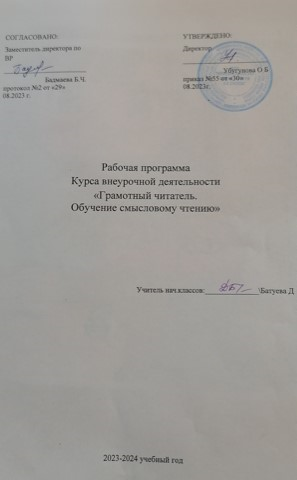 СОГЛАСОВАНО:
Заместитель директора по
ВР
Бадмаева Б.Ч.
протокол №2 от «29»
08.2023 г.
УТВЕРЖДЕНО:
Директор
О.Б
приказ №55 от «30»
08.2023г.
Рабочая программа
Курса внеурочной деятельности
«Грамотный читатель.
Обучение смысловому чтению»
Учитель нач.классов: \Батуева Д
2023-2024 учебный год